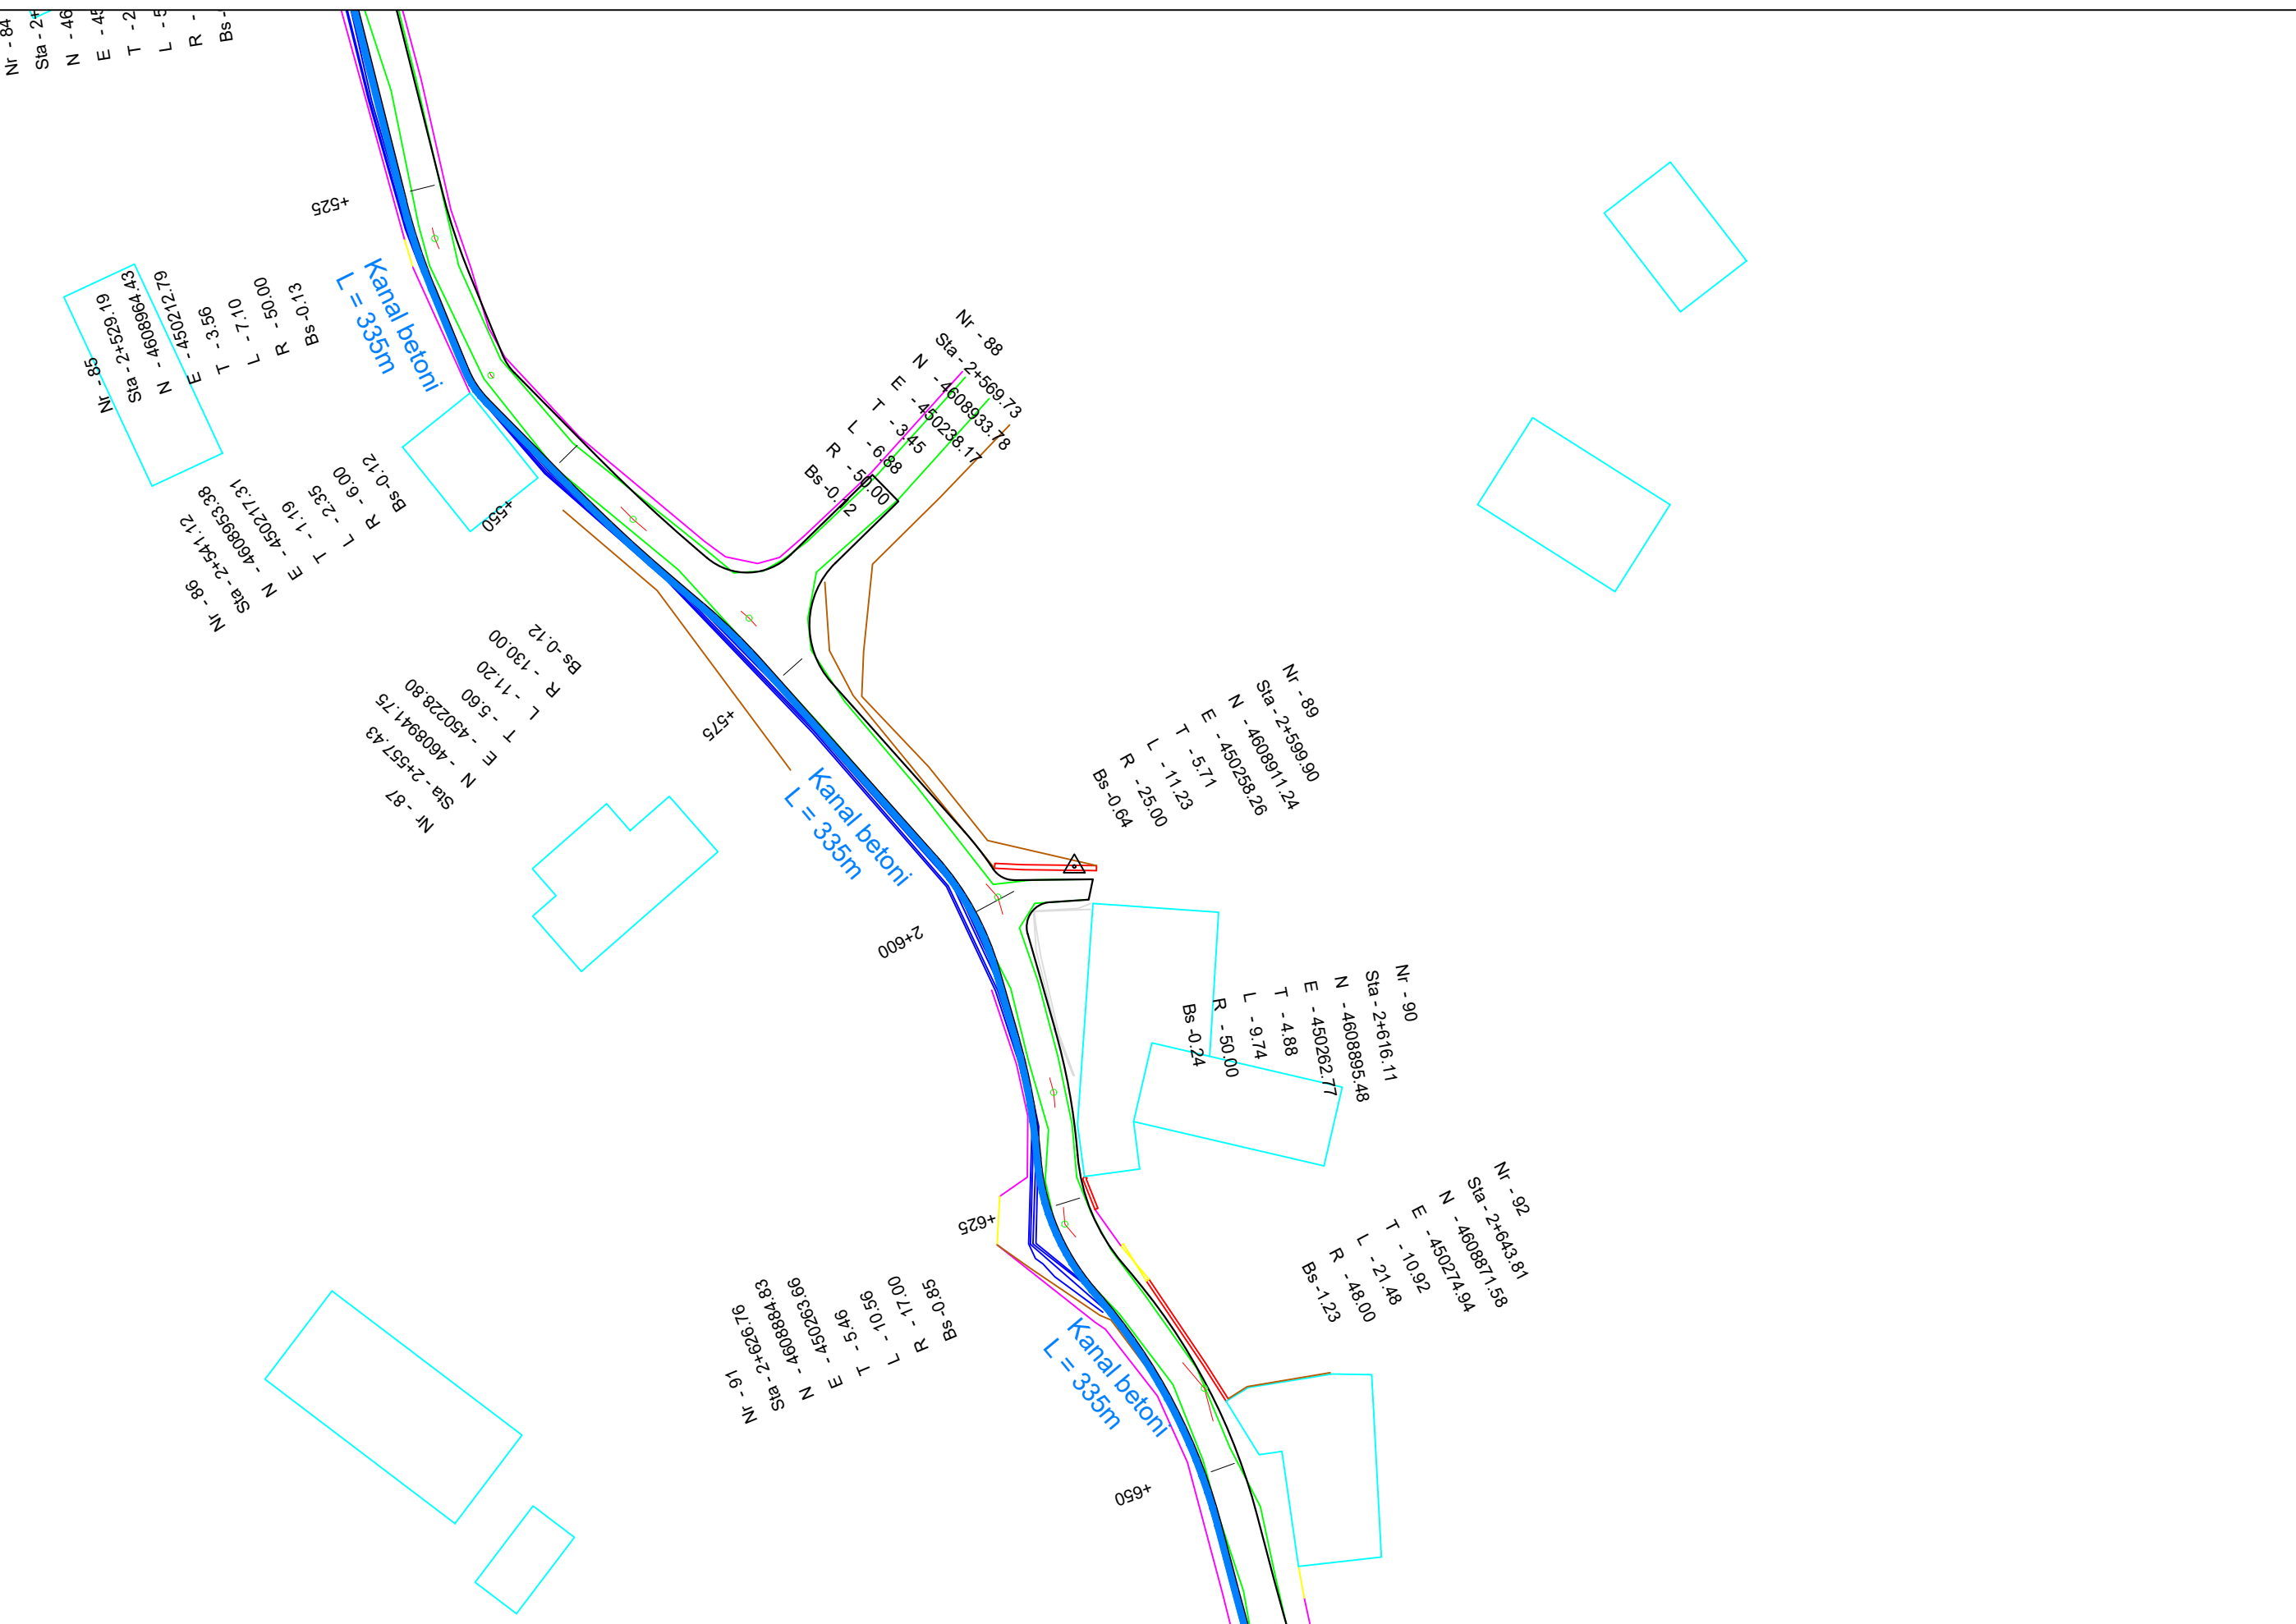 Nr - 84
+525
Kanal betoni
L = 335m
Nr - 85
Sta - 2+529.19
N - 4608964.43
E - 450212.79
T - 3.56
L - 7.10
R - 50.00
Bs -0.13
Nr - 86
Sta - 2+541.12
N - 4608953.38
E - 450217.31
T - 1.19
L - 2.35
R - 6.00
Bs -0.12
+550
Nr - 87
Sta - 2+557.43
N - 4608941.75
E - 450228.80
T - 5.60
L - 11.20
R - 130.00
Bs -0.12
Nr - 88
Sta - 2+569.73
N - 4608933.78
E - 450238.17
T - 3.45
L - 6.88
R - 50.00
Bs -0.12
+575
Kanal betoni
L = 335m
Nr - 89
Sta - 2+599.90
N - 4608911.24
E - 450258.26
T - 5.71
L - 11.23
R - 25.00
Bs -0.64
2+600
Nr - 90
Sta - 2+616.11
N - 4608895.48
E - 450262.77
T - 4.88
L - 9.74
R - 50.00
Bs -0.24
+625
Nr - 91
Sta - 2+626.76
N - 4608884.83
E - 450263.66
T - 5.46
L - 10.56
R - 17.00
Bs -0.85
Kanal betoni
L = 335m
Nr - 92
Sta - 2+643.81
N - 4608871.58
E - 450274.94
T - 10.92
L - 21.48
R - 48.00
Bs -1.23
+650